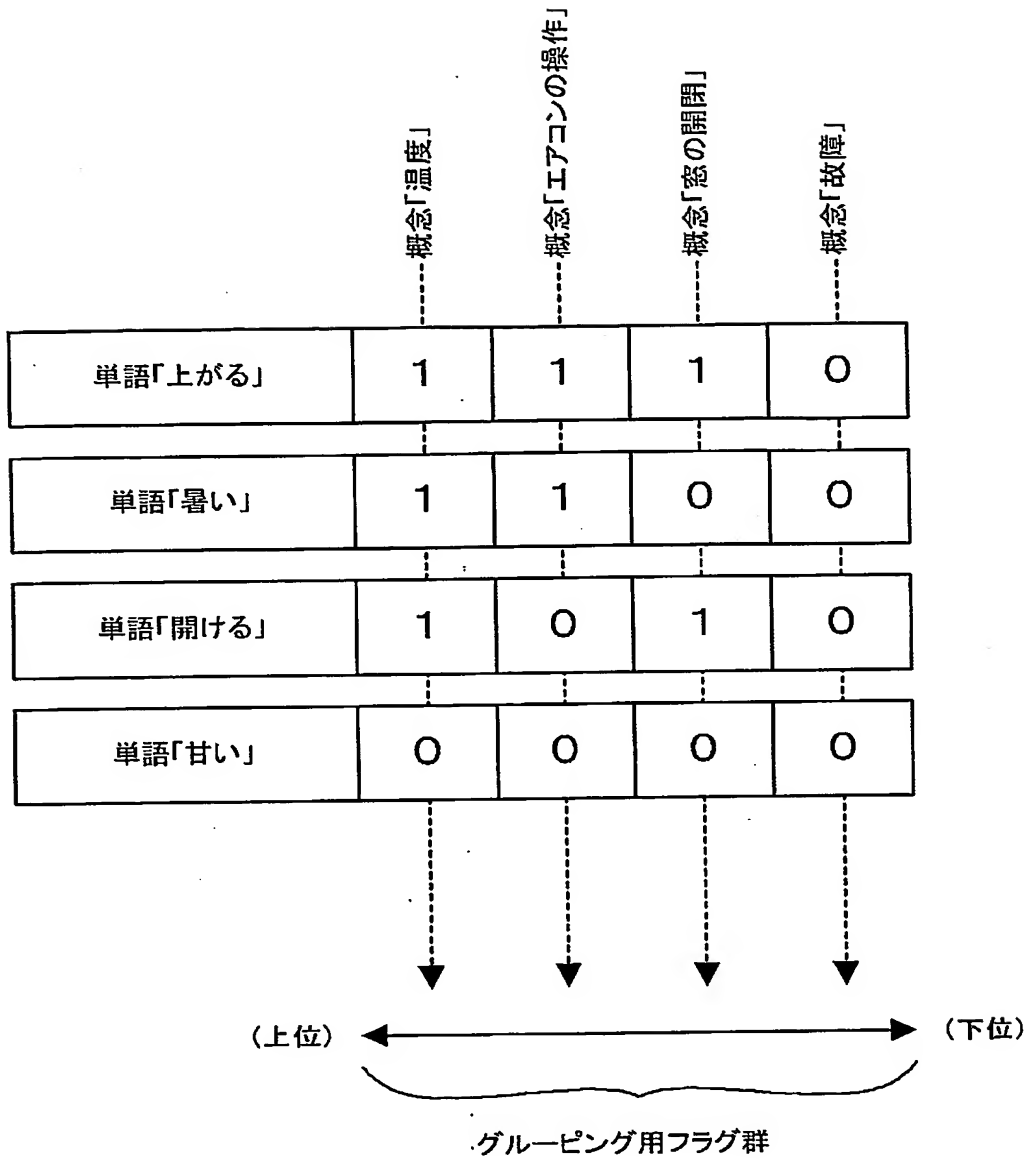 概念「温度」
概念「エアコンの操作」
概念「窓の開閉」
概念「故障」
単語「上がる」 1 1 1 0
単語「暑い」 1 1 0 0
単語「開ける」 1 0 1 0
単語「甘い」 0 0 0 0
(上位) (下位)
グルーピング用フラグ群